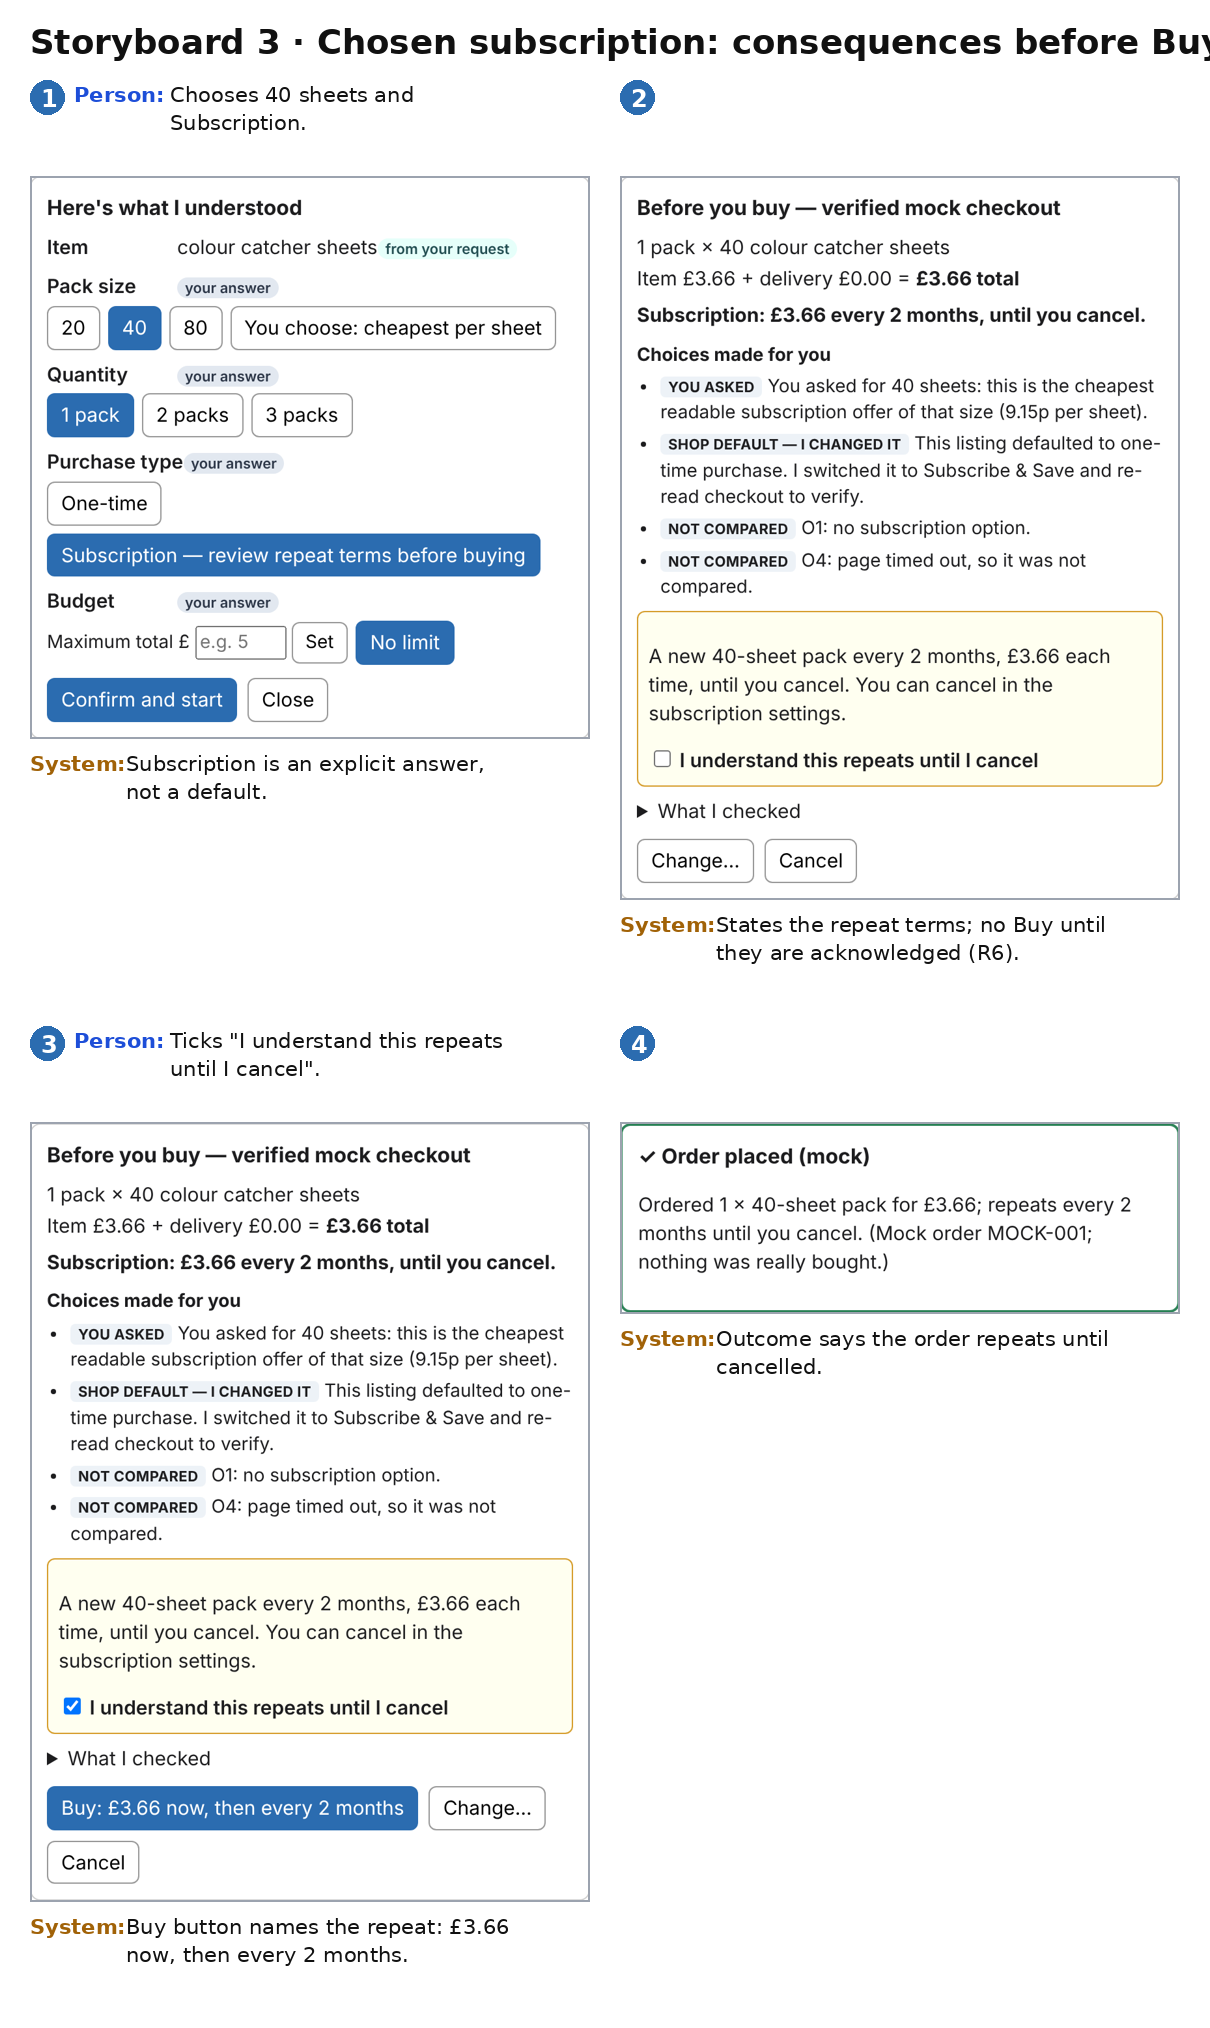 Storyboard 3 · Chosen subscription: consequences before Buy
1 Person: Chooses 40 sheets and
Subscription.
Here's what I understood
Item colour catcher sheets from your request
Pack size your answer
20 40 80 You choose: cheapest per sheet
Quantity your answer
1 pack 2 packs 3 packs
Purchase type your answer
One-time
Subscription — review repeat terms before buying
Budget your answer
Maximum total £ e.g. 5 Set No limit
Confirm and start Close
System: Subscription is an explicit answer,
not a default.
2
Before you buy — verified mock checkout
1 pack × 40 colour catcher sheets
Item £3.66 + delivery £0.00 = £3.66 total
Subscription: £3.66 every 2 months, until you cancel.
Choices made for you
• YOU ASKED You asked for 40 sheets: this is the cheapest
readable subscription offer of that size (9.15p per sheet).
• SHOP DEFAULT — I CHANGED IT This listing defaulted to one-
time purchase. I switched it to Subscribe & Save and re-
read checkout to verify.
• NOT COMPARED O1: no subscription option.
• NOT COMPARED O4: page timed out, so it was not
compared.
A new 40-sheet pack every 2 months, £3.66 each
time, until you cancel. You can cancel in the
subscription settings.
I understand this repeats until I cancel
▶ What I checked
Change... Cancel
System: States the repeat terms; no Buy until
they are acknowledged (R6).
3 Person: Ticks "I understand this repeats
until I cancel".
Before you buy — verified mock checkout
1 pack × 40 colour catcher sheets
Item £3.66 + delivery £0.00 = £3.66 total
Subscription: £3.66 every 2 months, until you cancel.
Choices made for you
• YOU ASKED You asked for 40 sheets: this is the cheapest
readable subscription offer of that size (9.15p per sheet).
• SHOP DEFAULT — I CHANGED IT This listing defaulted to one-
time purchase. I switched it to Subscribe & Save and re-
read checkout to verify.
• NOT COMPARED O1: no subscription option.
• NOT COMPARED O4: page timed out, so it was not
compared.
A new 40-sheet pack every 2 months, £3.66 each
time, until you cancel. You can cancel in the
subscription settings.
I understand this repeats until I cancel
▶ What I checked
Buy: £3.66 now, then every 2 months Change...
Cancel
System: Buy button names the repeat: £3.66
now, then every 2 months.
4
✓ Order placed (mock)
Ordered 1 × 40-sheet pack for £3.66; repeats every 2
months until you cancel. (Mock order MOCK-001;
nothing was really bought.)
System: Outcome says the order repeats until
cancelled.